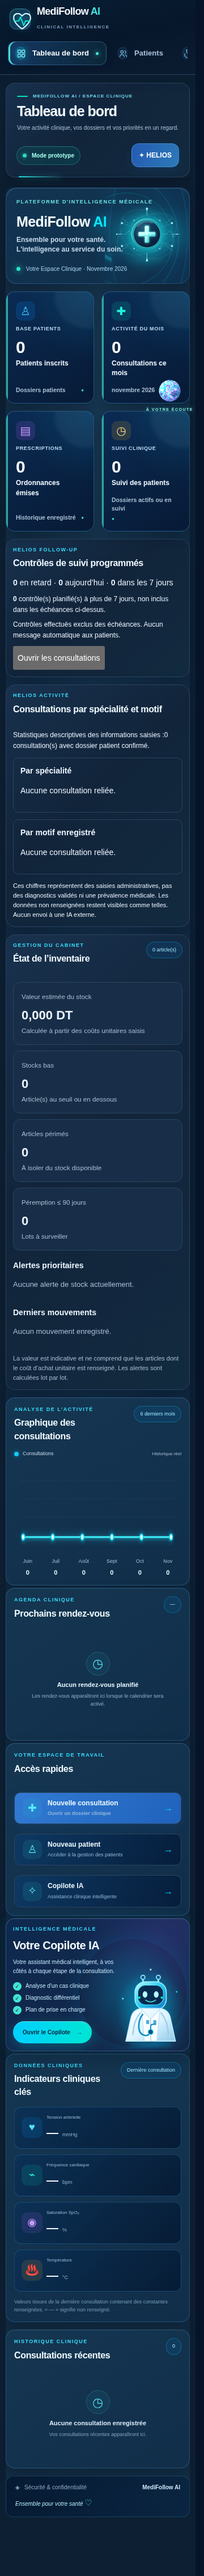 MediFollow AI
CLINICAL INTELLIGENCE
Tableau de bord
Patients
MEDIFOLLOW AI / ESPACE CLINIQUE
Tableau de bord
Votre activité clinique, vos dossiers et vos priorités en un regard.
Mode prototype
✦ HELIOS
PLATEFORME D'INTELLIGENCE MÉDICALE
MediFollow AI
Ensemble pour votre santé.
L'intelligence au service du soin.
Votre Espace Clinique · Novembre 2026
BASE PATIENTS
0
Patients inscrits
Dossiers patients
ACTIVITÉ DU MOIS
0
Consultations ce
mois
novembre 2026
À VOTRE ÉCOUTE
PRESCRIPTIONS
0
Ordonnances
émises
Historique enregistré
SUIVI CLINIQUE
0
Suivi des patients
Dossiers actifs ou en
suivi
HELIOS FOLLOW-UP
Contrôles de suivi programmés
0 en retard · 0 aujourd'hui · 0 dans les 7 jours
0 contrôle(s) planifié(s) à plus de 7 jours, non inclus
dans les échéances ci-dessus.
Contrôles effectués exclus des échéances. Aucun
message automatique aux patients.
Ouvrir les consultations
HELIOS ACTIVITÉ
Consultations par spécialité et motif
Statistiques descriptives des informations saisies :0
consultation(s) avec dossier patient confirmé.
Par spécialité
Aucune consultation reliée.
Par motif enregistré
Aucune consultation reliée.
Ces chiffres représentent des saisies administratives, pas
des diagnostics validés ni une prévalence médicale. Les
données non renseignées restent visibles comme telles.
Aucun envoi à une IA externe.
GESTION DU CABINET
État de l'inventaire
0 article(s)
Valeur estimée du stock
0,000 DT
Calculée à partir des coûts unitaires saisis
Stocks bas
0
Article(s) au seuil ou en dessous
Articles périmés
0
À isoler du stock disponible
Péremption ≤ 90 jours
0
Lots à surveiller
Alertes prioritaires
Aucune alerte de stock actuellement.
Derniers mouvements
Aucun mouvement enregistré.
La valeur est indicative et ne comprend que les articles dont
le coût d'achat unitaire est renseigné. Les alertes sont
calculées lot par lot.
ANALYSE DE L'ACTIVITÉ
Graphique des
consultations
6 derniers mois
Consultations
Historique réel
Juin Juil Août Sept Oct Nov
0 0 0 0 0 0
AGENDA CLINIQUE
Prochains rendez-vous
—
Aucun rendez-vous planifié
Les rendez-vous apparaîtront ici lorsque le calendrier sera
activé.
VOTRE ESPACE DE TRAVAIL
Accès rapides
Nouvelle consultation
Ouvrir un dossier clinique
→
Nouveau patient
Accéder à la gestion des patients
→
Copilote IA
Assistance clinique intelligente
→
INTELLIGENCE MÉDICALE
Votre Copilote IA
Votre assistant médical intelligent, à vos
côtés à chaque étape de la consultation.
✓ Analyse d'un cas clinique
✓ Diagnostic différentiel
✓ Plan de prise en charge
Ouvrir le Copilote →
DONNÉES CLINIQUES
Indicateurs cliniques
clés
Dernière consultation
Tension artérielle
— mmHg
Fréquence cardiaque
— bpm
Saturation SpO₂
— %
Température
— °C
Valeurs issues de la dernière consultation contenant des constantes
renseignées. « — » signifie non renseigné.
HISTORIQUE CLINIQUE
Consultations récentes
0
Aucune consultation enregistrée
Vos consultations récentes apparaîtront ici.
Sécurité & confidentialité
MediFollow AI
Ensemble pour votre santé ♡